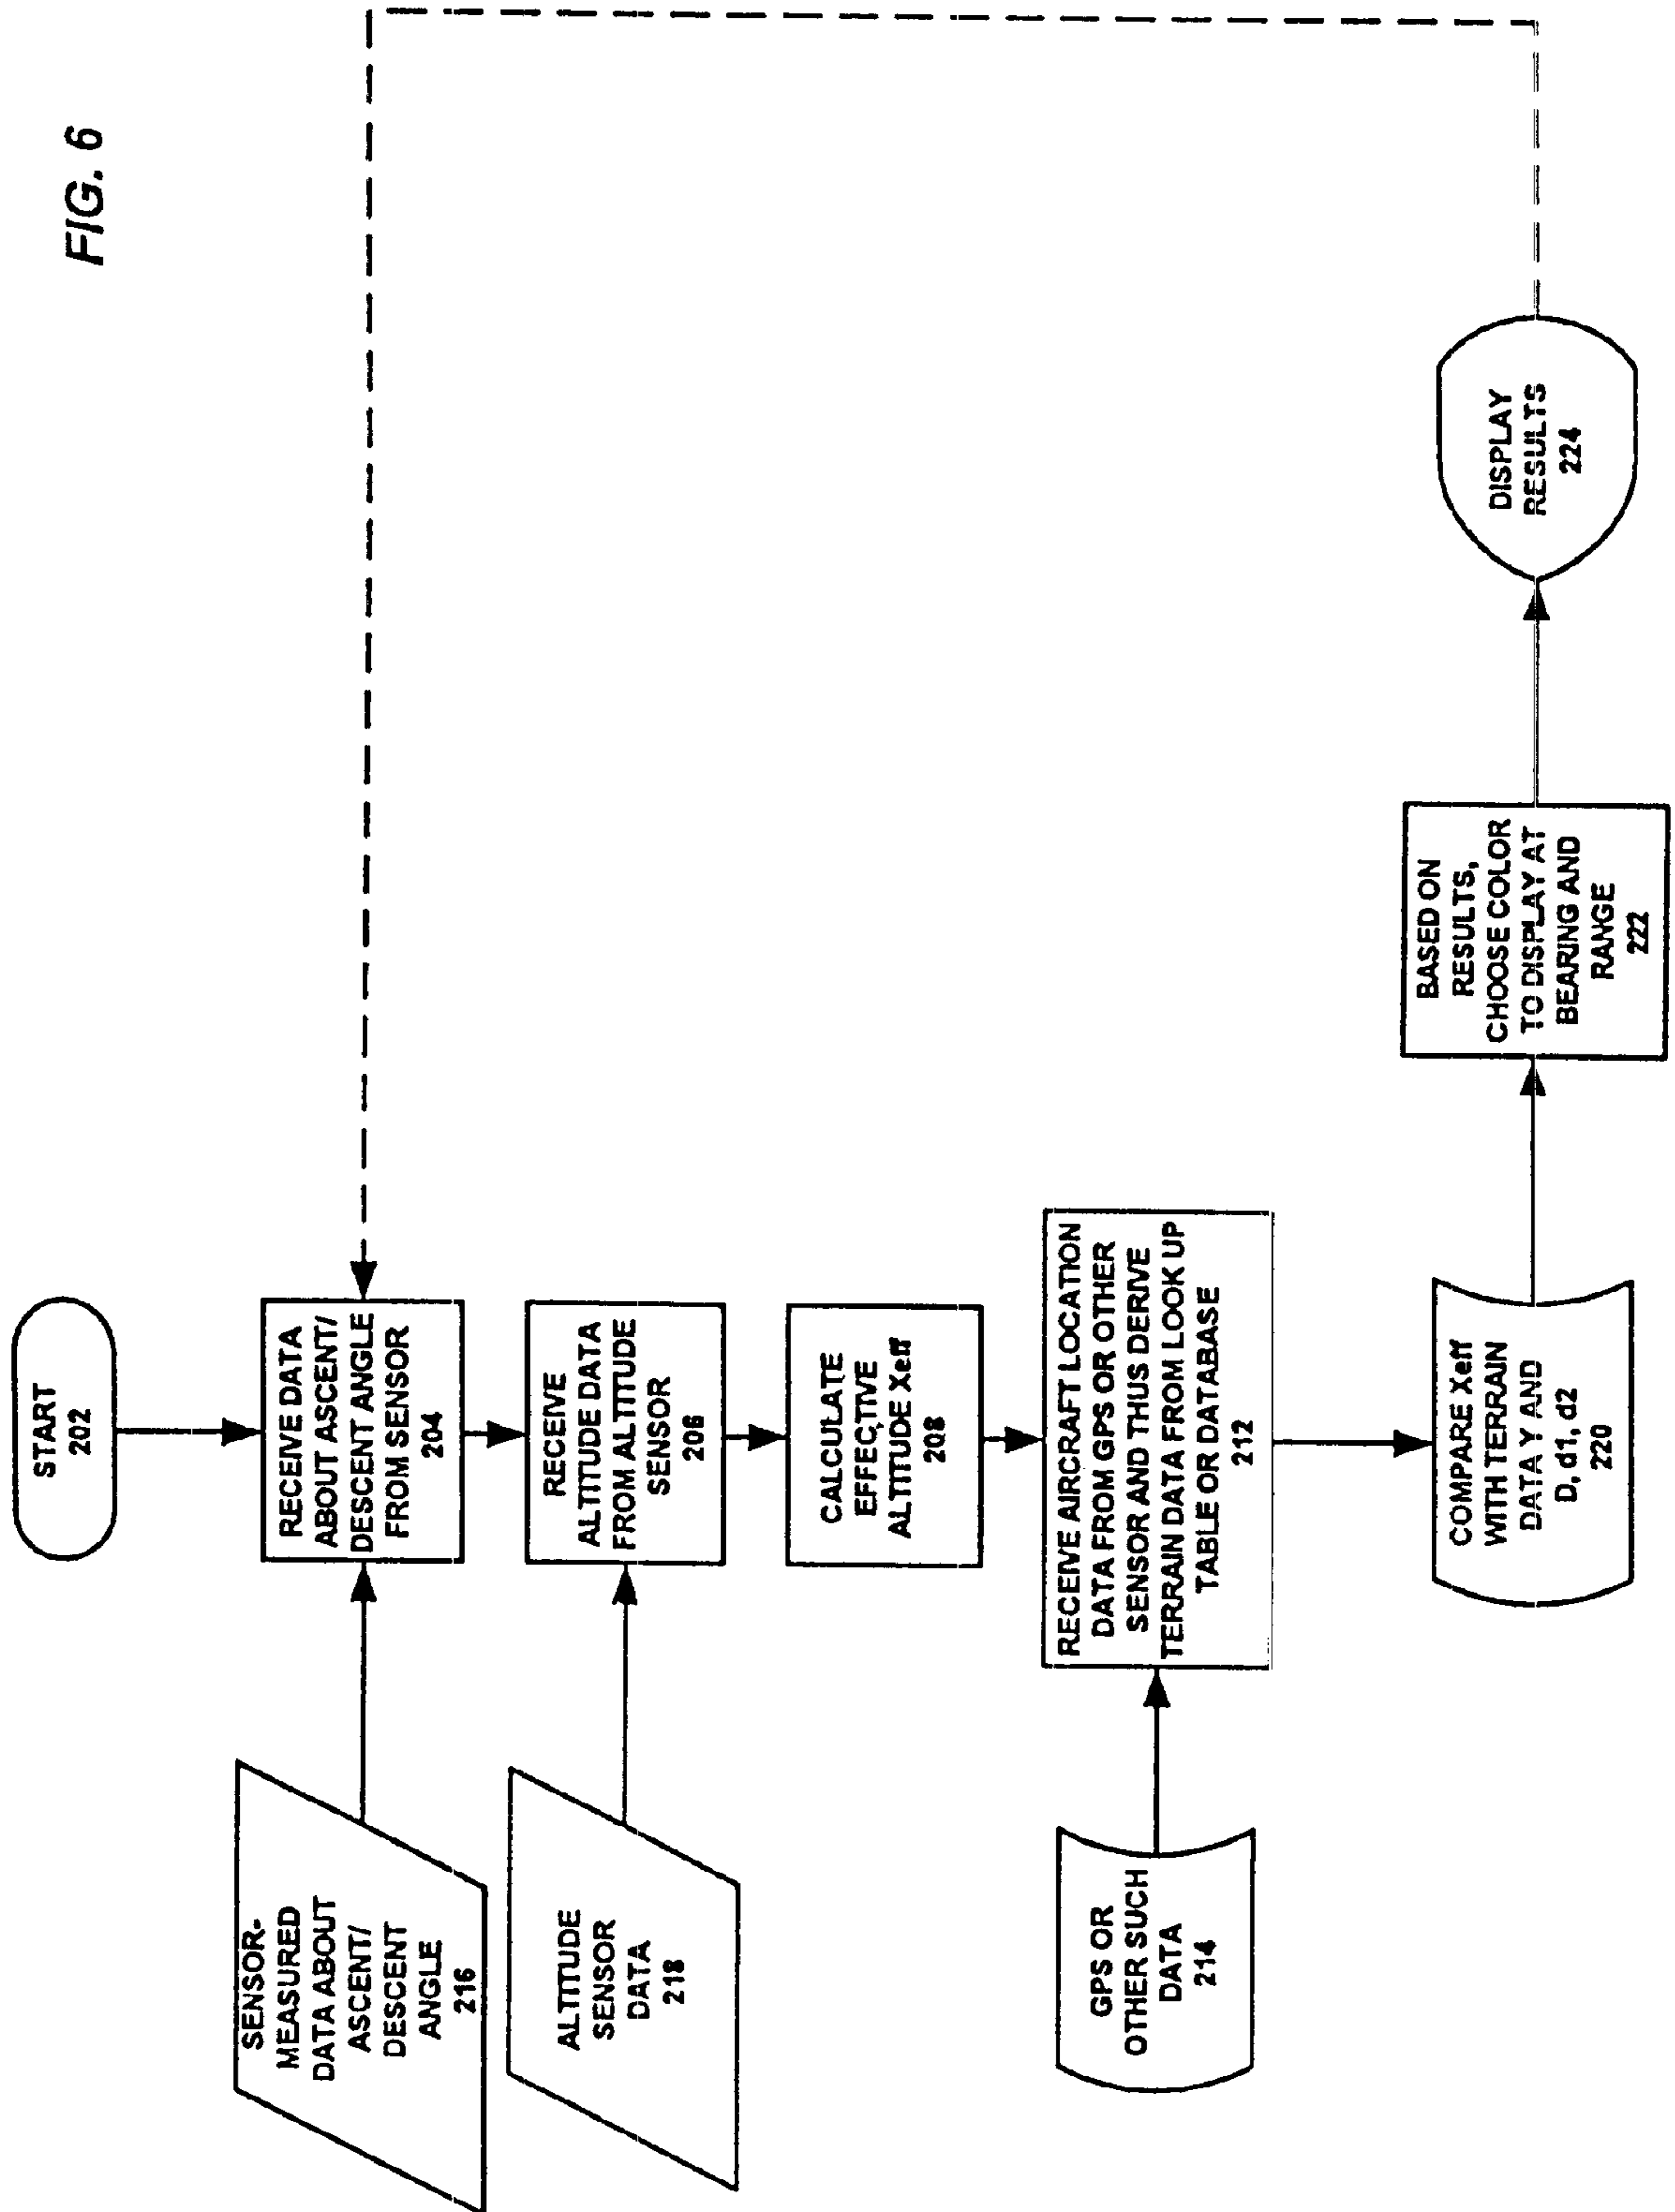 FIG. 6
START
202
SENSOR-
MEASURED
DATA ABOUT
ASCENT/
DESCENT
ANGLE
216
RECEIVE DATA
ABOUT ASCENT/
DESCENT ANGLE
FROM SENSOR
204
ALTITUDE
SENSOR
DATA
218
RECEIVE
ALTITUDE DATA
FROM ALTITUDE
SENSOR
206
CALCULATE
EFFECTIVE
ALTITUDE Xeff
208
GPS OR
OTHER SUCH
DATA
214
RECEIVE AIRCRAFT LOCATION
DATA FROM GPS OR OTHER
SENSOR AND THUS DERIVE
TERRAIN DATA FROM LOOK UP
TABLE OR DATABASE
212
COMPARE Xeff
WITH TERRAIN
DATA Y AND
D, d1, d2
220
BASED ON
RESULTS,
CHOOSE COLOR
TO DISPLAY AT
BEARING AND
RANGE
222
DISPLAY
RESULTS
224